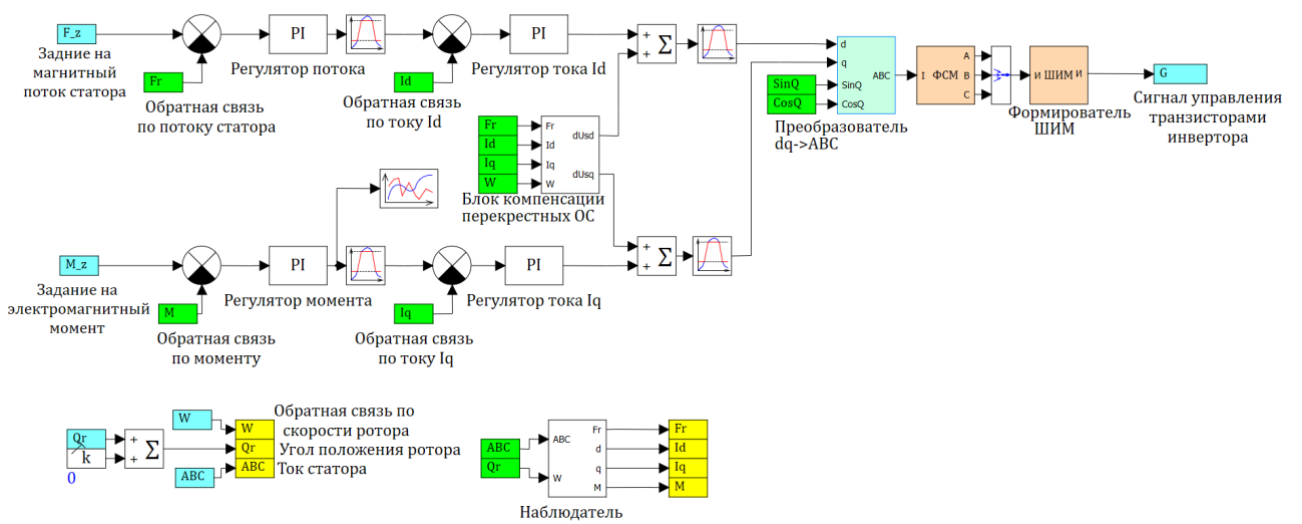 F_z
Задние на
магнитный
поток статора
Fr
Обратная связь
по потоку статора
PI
Регулятор потока
Id
Обратная связь
по току Id
PI
Регулятор тока Id
+
+
Σ
Fr
Id
Iq
W
Fr
Id
Iq
W
dUsd
dUsq
Блок компенсации
перекрестных ОС
d
q
SinQ
CosQ
ABC
SinQ
CosQ
Преобразователь
dq->ABC
I ФСМ
A
B
C
И ШИМ И
Формирователь
ШИМ
G
Сигнал управления
транзисторами
инвертора
M_z
Задание на
электромагнитный
момент
M
Обратная связь
по моменту
PI
Регулятор момента
Iq
Обратная связь
по току Iq
PI
Регулятор тока Iq
+
+
Σ
Qr
k
0
+
+
Σ
W
ABC
W
Qr
ABC
Обратная связь по
скорости ротора
Угол положения ротора
Ток статора
ABC
Qr
ABC
W
Fr
d
q
M
Fr
Id
Iq
M
Наблюдатель